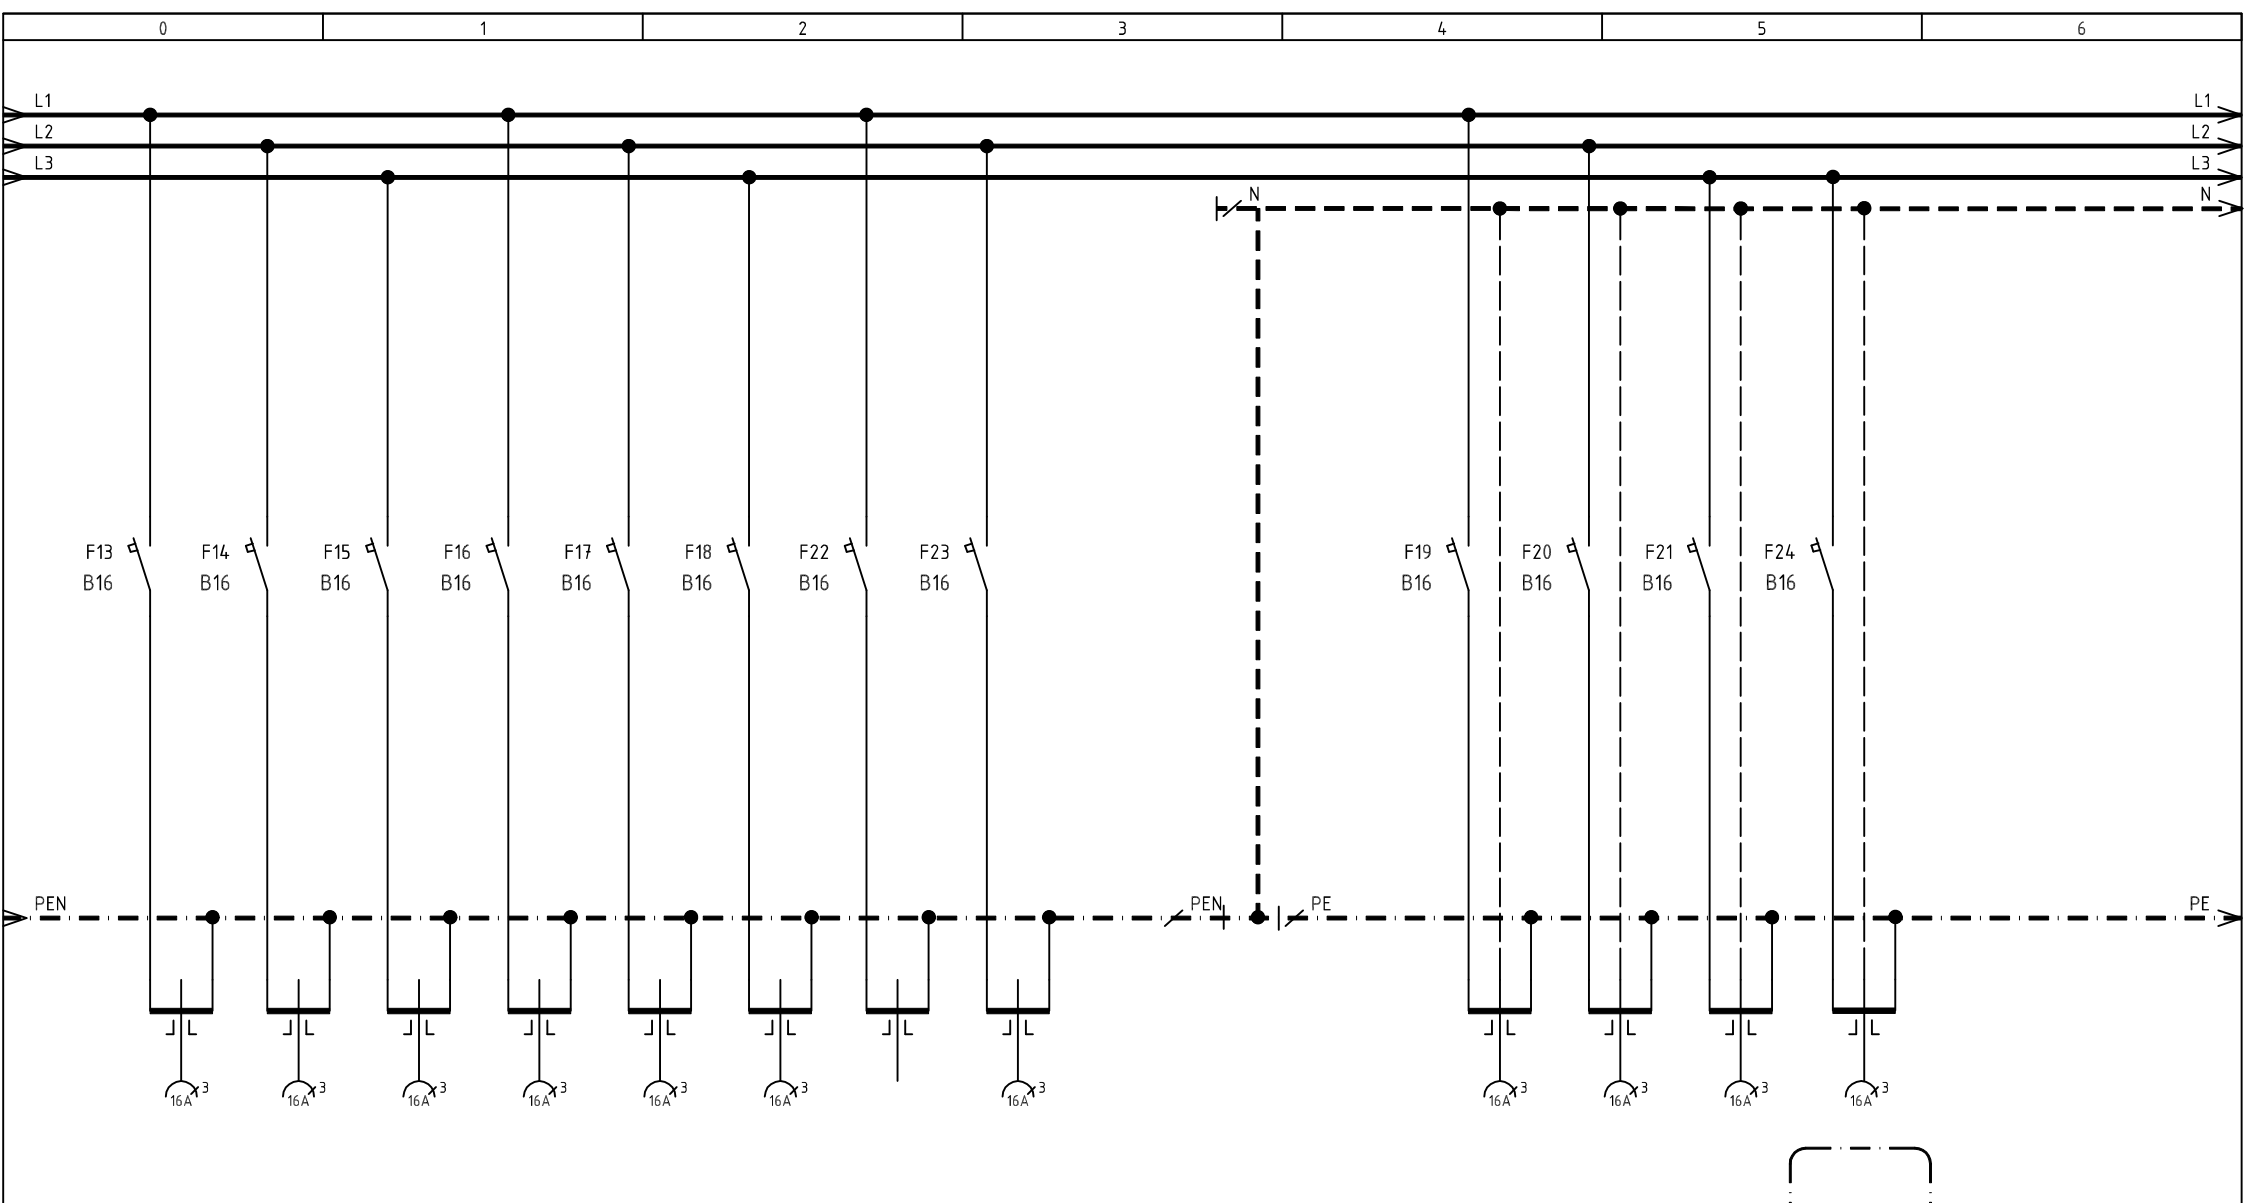 0 1 2 3 4 5 6
L1 L1
L2 L2
L3 L3
N N
F13 F14 F15 F16 F17 F18 F22 F23 F19 F20 F21 F24
B16 B16 B16 B16 B16 B16 B16 B16 B16 B16 B16 B16
PEN PEN PE PE
3 3 3 3 3 3 3 3 3 3 3
16A 16A 16A 16A 16A 16A 16A 16A 16A 16A 16A